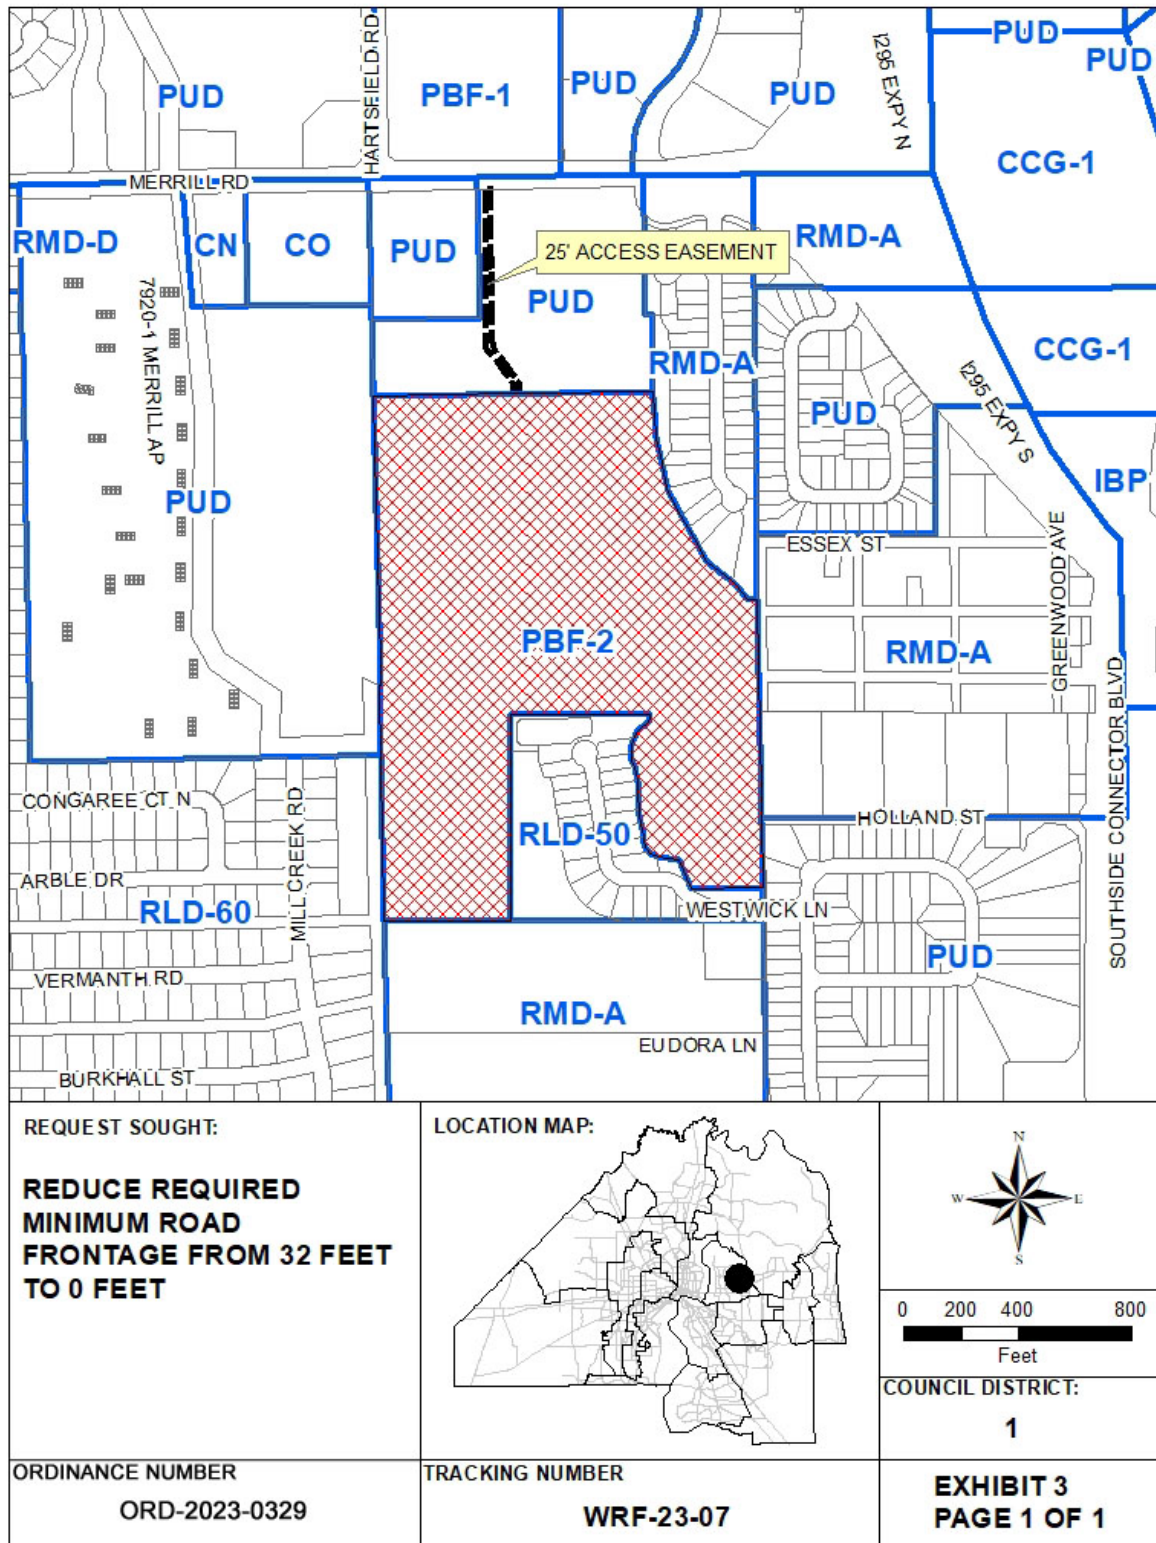 PUD
PUD
HARTSFIELD RD
PUD
PBF-1
PUD
PUD
I295 EXPY N
CCG-1
MERRILL RD
RMD-D
CN
CO
PUD
25' ACCESS EASEMENT
RMD-A
PUD
7920-1 MERRILL AP
RMD-A
CCG-1
I295 EXPY S
PUD
IBP
PUD
ESSEX ST
GREENWOOD AVE
PBF-2
RMD-A
SOUTHSIDE CONNECTOR BLVD
CONGAREE CT N
MILL CREEK RD
RLD-50
HOLLAND ST
ARBLE DR
RLD-60
WESTWICK LN
VERMANTH RD
PUD
RMD-A
EUDORA LN
BURKHALL ST
REQUEST SOUGHT:
REDUCE REQUIRED
MINIMUM ROAD
FRONTAGE FROM 32 FEET
TO 0 FEET
LOCATION MAP:
N
W
E
S
0 200 400 800
Feet
COUNCIL DISTRICT:
1
ORDINANCE NUMBER
ORD-2023-0329
TRACKING NUMBER
WRF-23-07
EXHIBIT 3
PAGE 1 OF 1